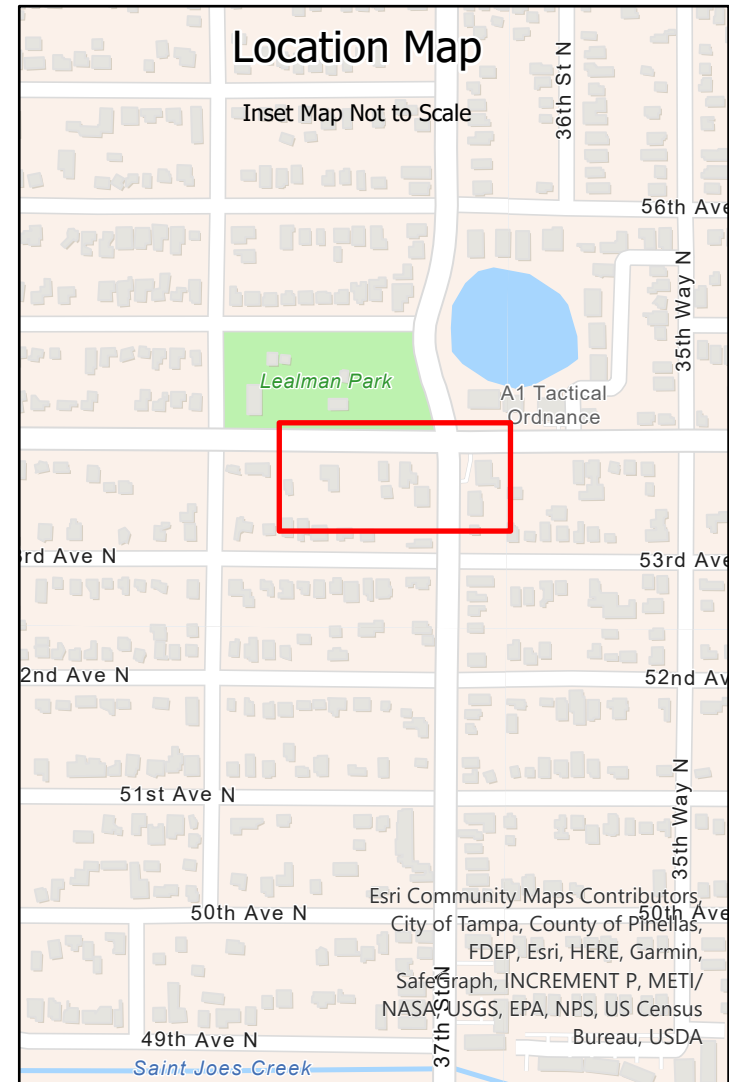 Location Map
Inset Map Not to Scale
36th St N
56th Ave
35th Way N
Lealman Park
A1 Tactical
Ordnance
rd Ave N
53rd Ave
2nd Ave N
52nd Av
51st Ave N
35th Way N
50th Ave N
50th Ave
Esri Community Maps Contributors,
City of Tampa, County of Pinellas,
FDEP, Esri, HERE, Garmin,
SafeGraph, INCREMENT P, METI/
NASA, USGS, EPA, NPS, US Census
Bureau, USDA
37th St N
49th Ave N
Saint Joes Creek